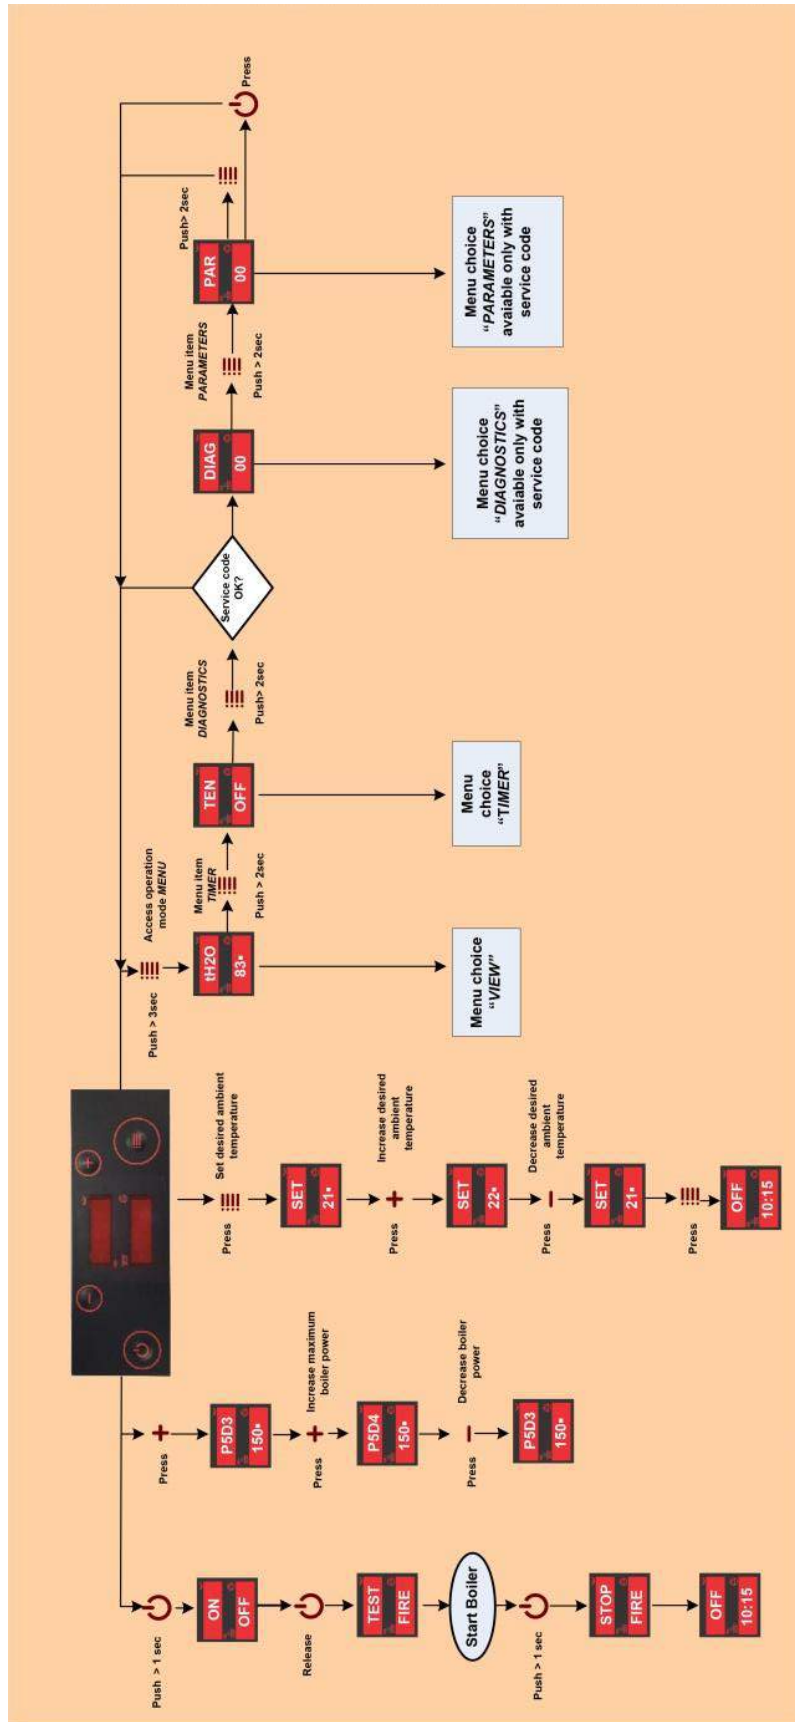 Push > 1 sec
ON
OFF
Release
TEST
FIRE
Start Boiler
Push > 1 sec
STOP
FIRE
OFF
10:15
Press
P5D3
150▪
Increase maximum
boiler power
Press
P5D4
150▪
Decrease boiler
power
Press
P5D3
150▪
Set desired ambient
temperature
Press
SET
21▪
Increase desired
ambient
temperature
Press
SET
22▪
Decrease desired
ambient
temperature
Press
SET
21▪
Press
OFF
10:15
Access operation
mode MENU
Push > 3sec
tH2O
83▪
Menu choice
“VIEW”
Menu item
TIMER
Push > 2sec
TEN
OFF
Menu
choice
“TIMER”
Menu item
DIAGNOSTICS
Push> 2sec
Service code
OK?
DIAG
00
Menu choice
“DIAGNOSTICS”
avaiable only with
service code
Menu item
PARAMETERS
Push > 2sec
PAR
00
Menu choice
“PARAMETERS”
avaiable only with
service code
Push> 2sec
Press